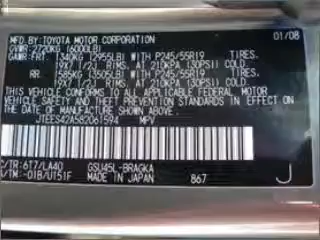 MFD.BY:TOYOTA MOTOR CORPORATION 01/08
GVWR:2720KG (6000LB)
GAWR:FRT. 1340KG (2955LB) WITH P245/55R19 TIRES.
19X7 1/2J RIMS, AT 210KPA (30PSI) COLD.
RR. 1585KG (3505LB) WITH P245/55R19 TIRES.
19X7 1/2J RIMS, AT 210KPA (30PSI) COLD.
THIS VEHICLE CONFORMS TO ALL APPLICABLE FEDERAL MOTOR
VEHICLE SAFETY AND THEFT PREVENTION STANDARDS IN EFFECT
ON THE DATE OF MANUFACTURE SHOWN ABOVE.
JTEES42A582061594 MPV
C/TR:6T7/LA40 GSU45L-BRAGKA
A/TM:-01B/U151F MADE IN JAPAN 867 J